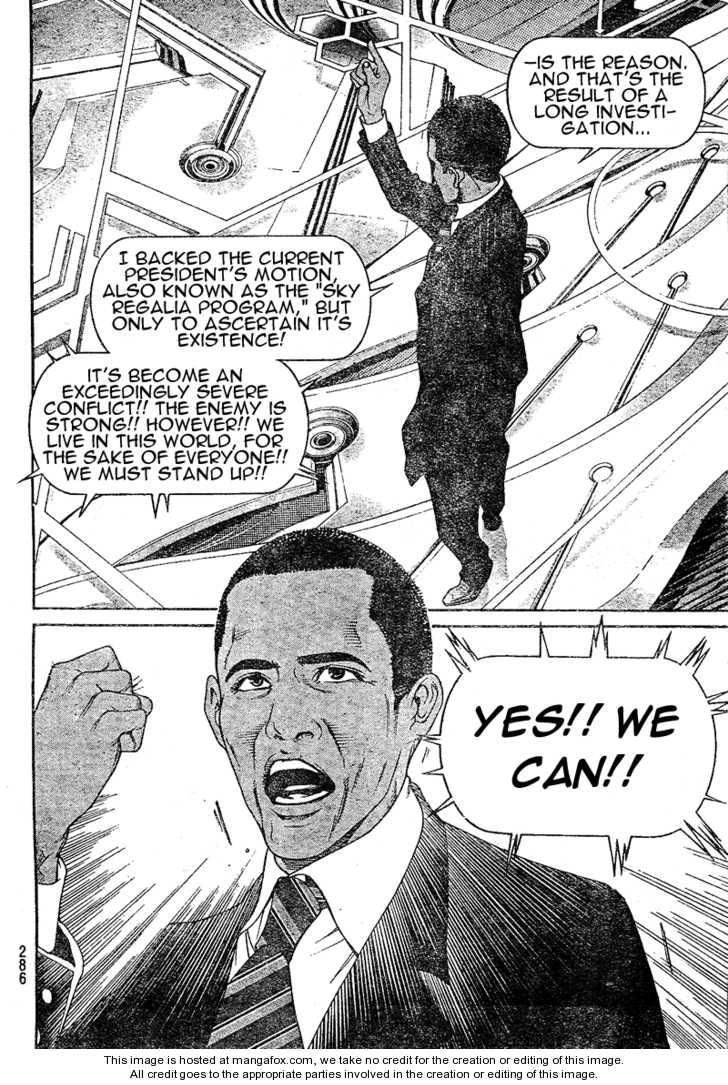 —IS THE REASON.
AND THAT'S THE
RESULT OF A
LONG INVESTI-
GATION...
I BACKED THE CURRENT
PRESIDENT'S MOTION,
ALSO KNOWN AS THE "SKY
REGALIA PROGRAM," BUT
ONLY TO ASCERTAIN IT'S
EXISTENCE!
IT'S BECOME AN
EXCEEDINGLY SEVERE
CONFLICT!! THE ENEMY IS
STRONG!! HOWEVER!! WE
LIVE IN THIS WORLD, FOR
THE SAKE OF EVERYONE!!
WE MUST STAND UP!!
YES!! WE
CAN!!
286
This image is hosted at mangafox.com, we take no credit for the creation or editing of this image.
All credit goes to the appropriate parties involved in the creation or editing of this image.